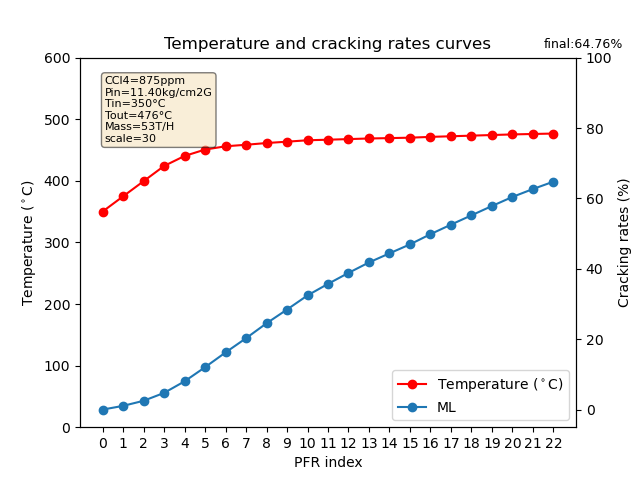 Temperature and cracking rates curves
final:64.76%
CCl4=875ppm
Pin=11.40kg/cm2G
Tin=350°C
Tout=476°C
Mass=53T/H
scale=30
600
500
400
300
200
100
0
Temperature (°C)
100
80
60
40
20
0
Cracking rates (%)
Temperature (°C)
ML
0 1 2 3 4 5 6 7 8 9 10 11 12 13 14 15 16 17 18 19 20 21 22
PFR index